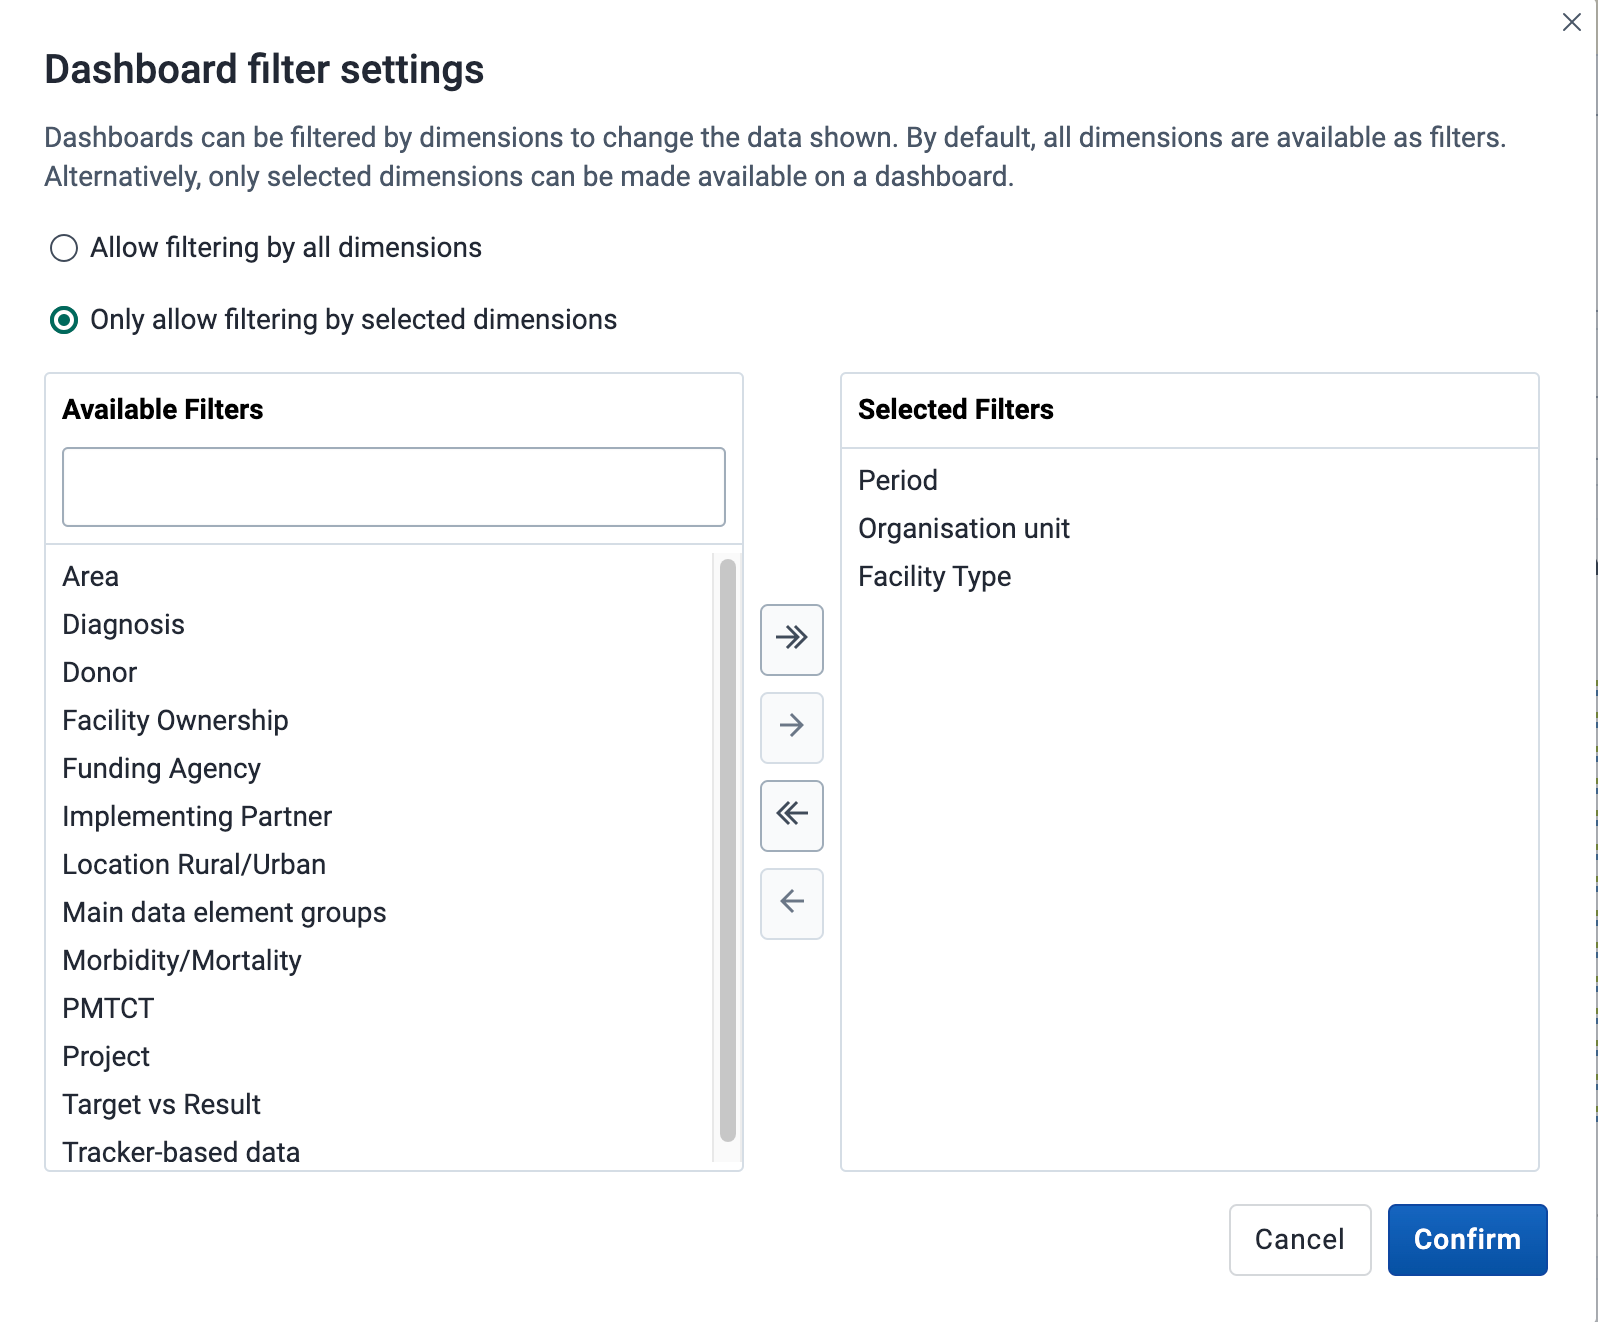 Dashboard filter settings
Dashboards can be filtered by dimensions to change the data shown. By default, all dimensions are available as filters.
Alternatively, only selected dimensions can be made available on a dashboard.
Allow filtering by all dimensions
Only allow filtering by selected dimensions
Available Filters
Area
Diagnosis
Donor
Facility Ownership
Funding Agency
Implementing Partner
Location Rural/Urban
Main data element groups
Morbidity/Mortality
PMTCT
Project
Target vs Result
Tracker-based data
Selected Filters
Period
Organisation unit
Facility Type
Cancel
Confirm